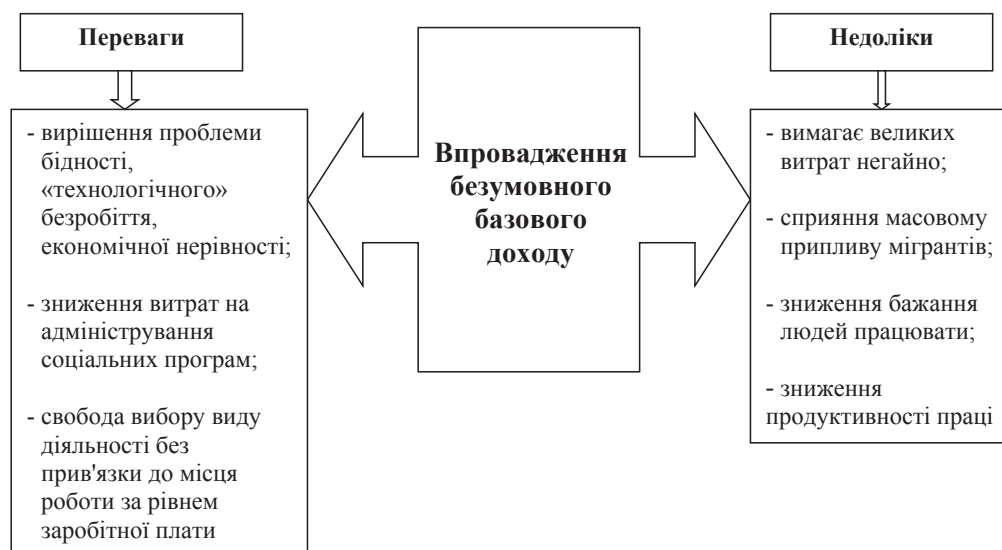 Переваги
- вирішення проблеми
бідності,
«технологічного»
безробіття,
економічної нерівності;
- зниження витрат на
адміністрування
соціальних програм;
- свобода вибору виду
діяльності без
прив'язки до місця
роботи за рівнем
заробітної плати
Впровадження
безумовного
базового
доходу
Недоліки
- вимагає великих
витрат негайно;
- сприяння масовому
припливу мігрантів;
- зниження бажання
людей працювати;
- зниження
продуктивності праці